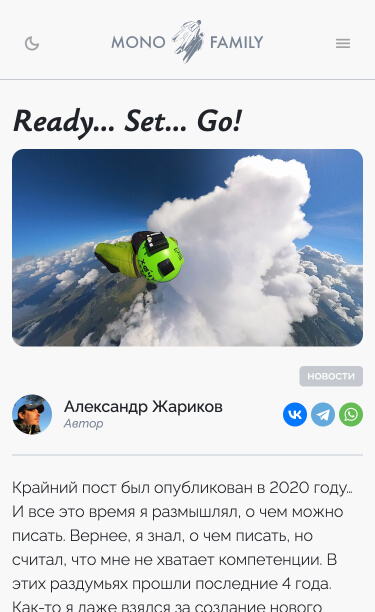 MONO FAMILY
Ready... Set... Go!
НОВОСТИ
Александр Жариков
Автор
Крайний пост был опубликован в 2020 году...
И все это время я размышлял, о чем можно
писать. Вернее, я знал, о чем писать, но
считал, что мне не хватает компетенции. В
этих раздумьях прошли последние 4 года.
Как-то я даже взялся за создание нового